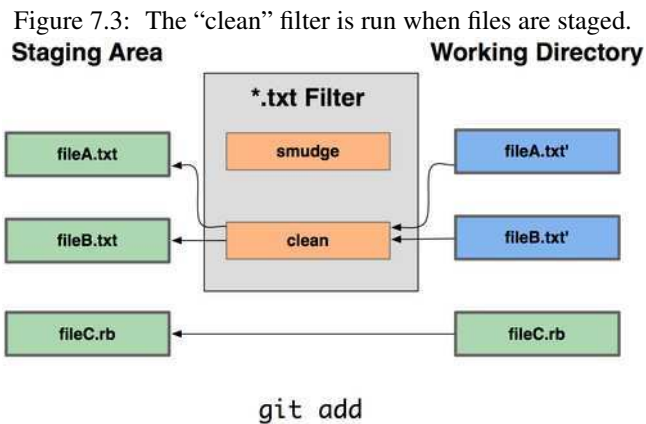 Figure 7.3: The “clean” filter is run when files are staged.
Staging Area
Working Directory
*.txt Filter
fileA.txt
smudge
fileA.txt'
fileB.txt
clean
fileB.txt'
fileC.rb
fileC.rb
git add